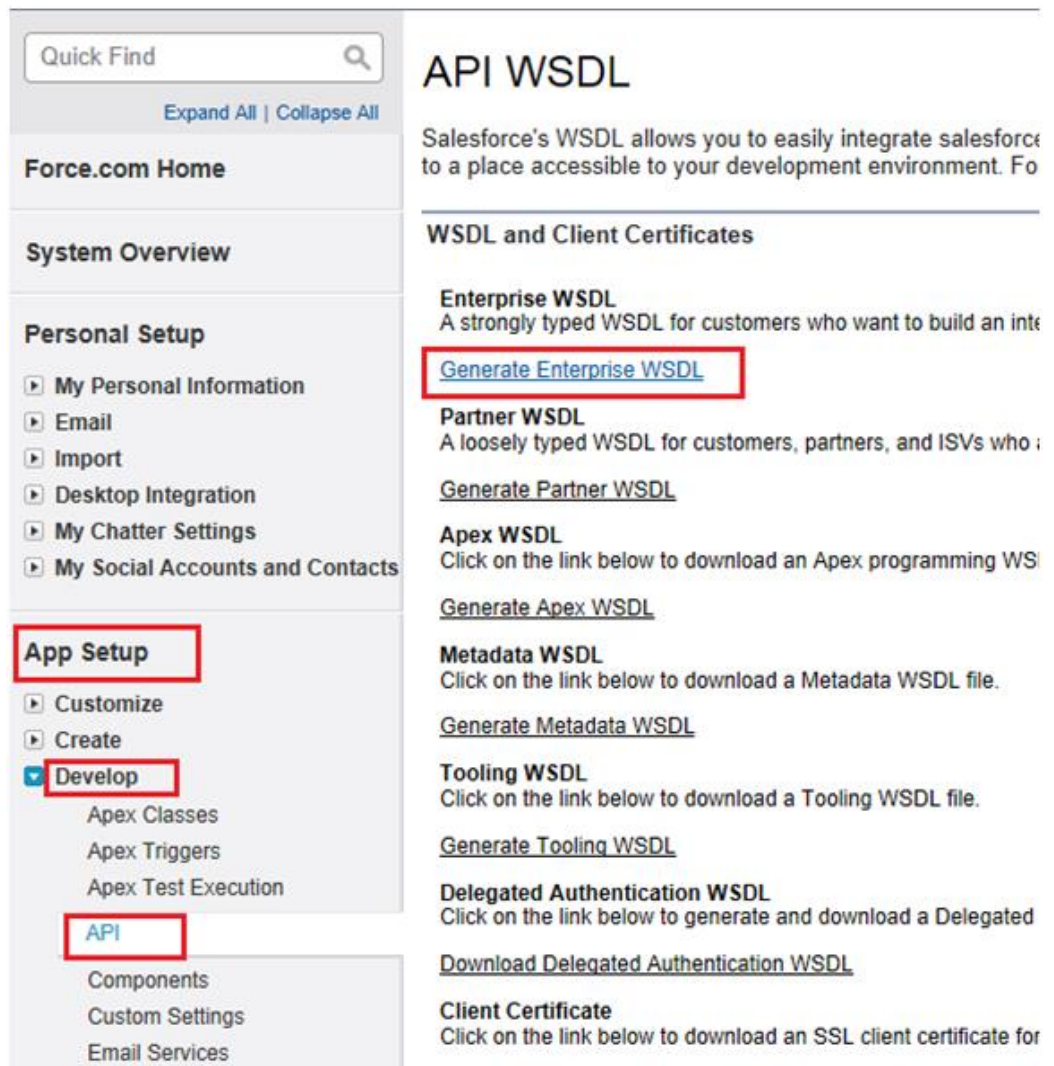 Quick Find
Expand All | Collapse All
Force.com Home
System Overview
Personal Setup
My Personal Information
Email
Import
Desktop Integration
My Chatter Settings
My Social Accounts and Contacts
App Setup
Customize
Create
Develop
Apex Classes
Apex Triggers
Apex Test Execution
API
Components
Custom Settings
Email Services
API WSDL
Salesforce's WSDL allows you to easily integrate salesforce
to a place accessible to your development environment. Fo
WSDL and Client Certificates
Enterprise WSDL
A strongly typed WSDL for customers who want to build an inte
Generate Enterprise WSDL
Partner WSDL
A loosely typed WSDL for customers, partners, and ISVs who
Generate Partner WSDL
Apex WSDL
Click on the link below to download an Apex programming WS
Generate Apex WSDL
Metadata WSDL
Click on the link below to download a Metadata WSDL file.
Generate Metadata WSDL
Tooling WSDL
Click on the link below to download a Tooling WSDL file.
Generate Tooling WSDL
Delegated Authentication WSDL
Click on the link below to generate and download a Delegated
Download Delegated Authentication WSDL
Client Certificate
Click on the link below to download an SSL client certificate for